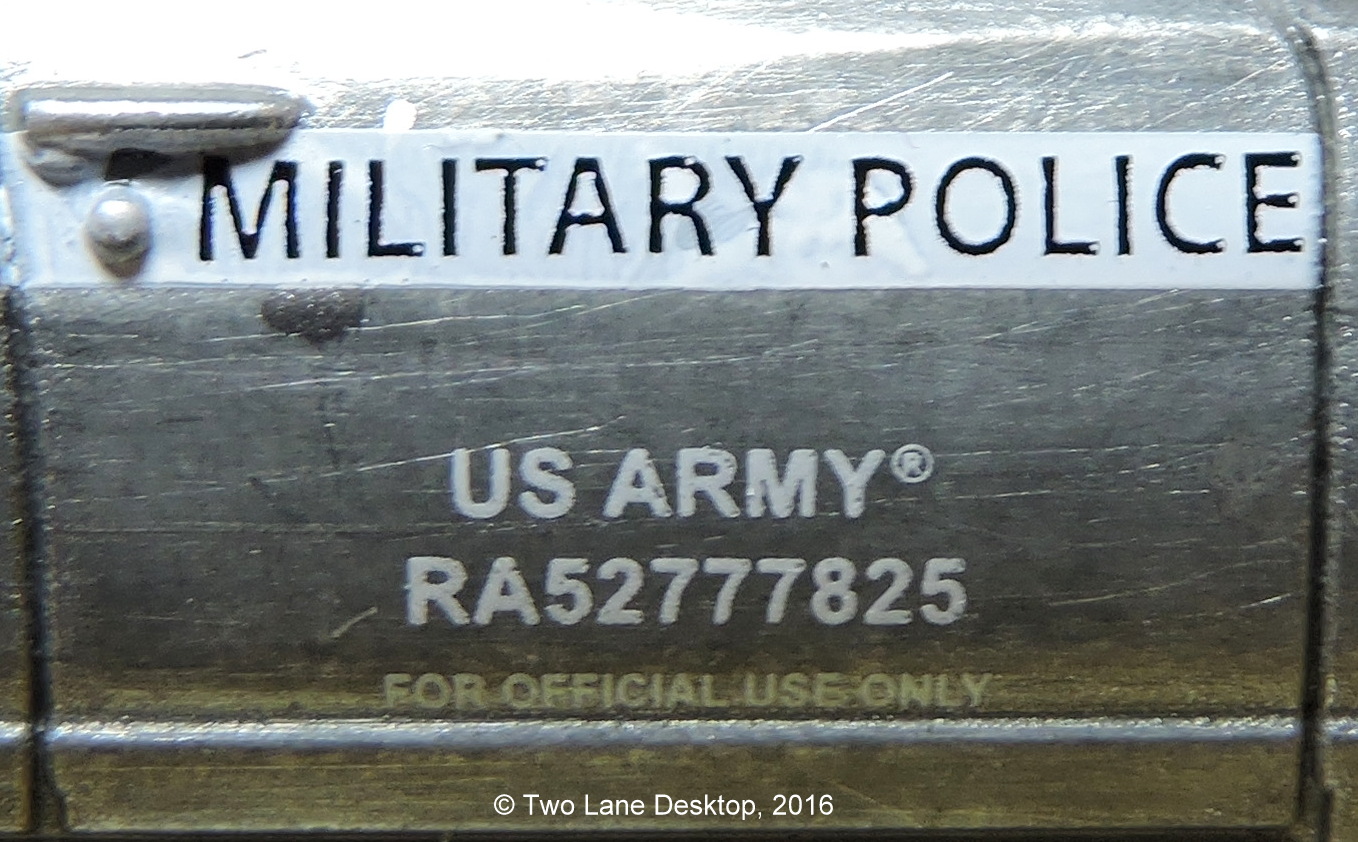 MILITARY POLICE
US ARMY®
RA52777825
FOR OFFICIAL USE ONLY
© Two Lane Desktop, 2016